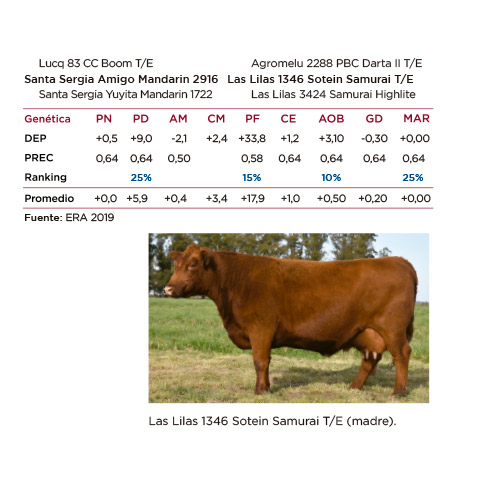 Lucq 83 CC Boom T/E Agromelu 2288 PBC Darta II T/E
Santa Sergia Amigo Mandarin 2916 Las Lilas 1346 Sotein Samurai T/E
Santa Sergia Yuyita Mandarin 1722 Las Lilas 3424 Samurai Highlite
Genética PN PD AM CM PF CE AOB GD MAR
DEP +0,5 +9,0 -2,1 +2,4 +33,8 +1,2 +3,10 -0,30 +0,00
PREC 0,64 0,64 0,50 0,58 0,64 0,64 0,64 0,64
Ranking 25% 15% 10% 25%
Promedio +0,0 +5,9 +0,4 +3,4 +17,9 +1,0 +0,50 +0,20 +0,00
Fuente: ERA 2019
Las Lilas 1346 Sotein Samurai T/E (madre).